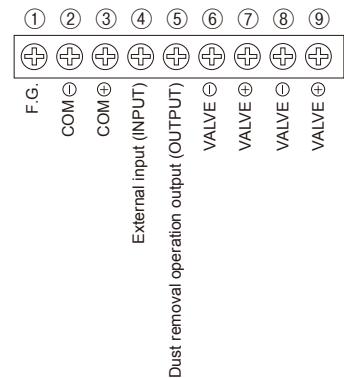 ① ② ③ ④ ⑤ ⑥ ⑦ ⑧ ⑨
F.G.
COM ⊖
COM ⊕
External input (INPUT)
Dust removal operation output (OUTPUT)
VALVE ⊖
VALVE ⊕
VALVE ⊖
VALVE ⊕